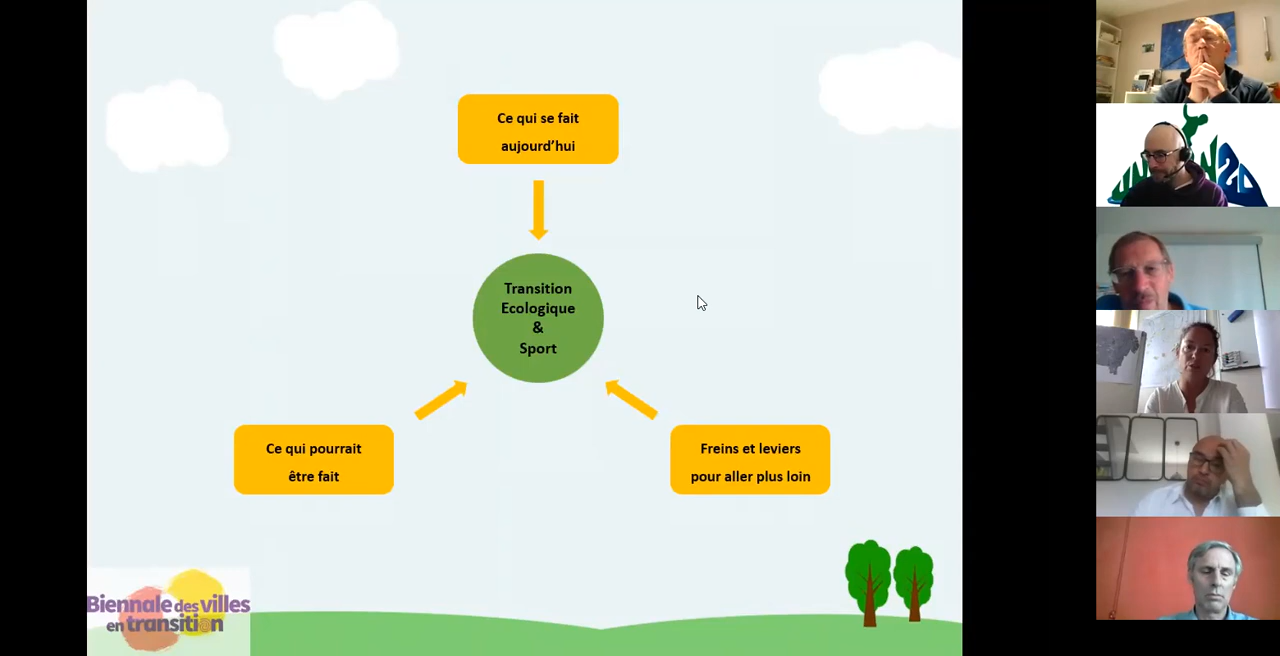 Ce qui se fait
aujourd'hui
Transition
Ecologique
&
Sport
Ce qui pourrait
être fait
Freins et leviers
pour aller plus loin
Biennale des villes
en transition